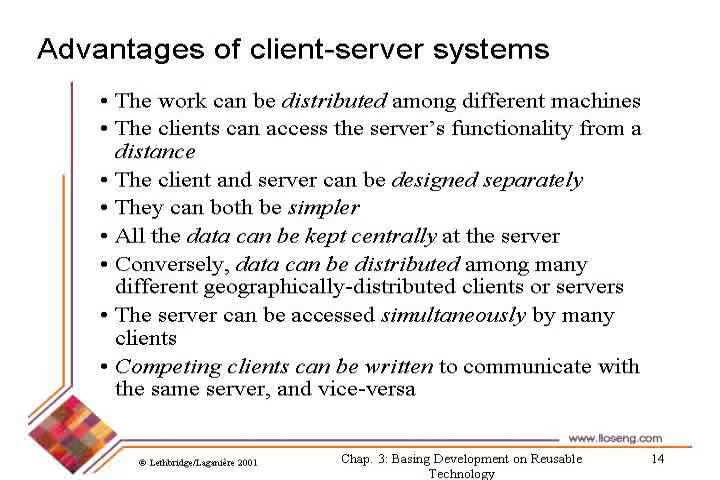 Advantages of client-server systems
• The work can be distributed among different machines
• The clients can access the server's functionality from a
distance
• The client and server can be designed separately
• They can both be simpler
• All the data can be kept centrally at the server
• Conversely, data can be distributed among many
different geographically-distributed clients or servers
• The server can be accessed simultaneously by many
clients
• Competing clients can be written to communicate with
the same server, and vice-versa
www.lloseng.com
© Lethbridge/Laganière 2001
Chap. 3: Basing Development on Reusable
Technology
14